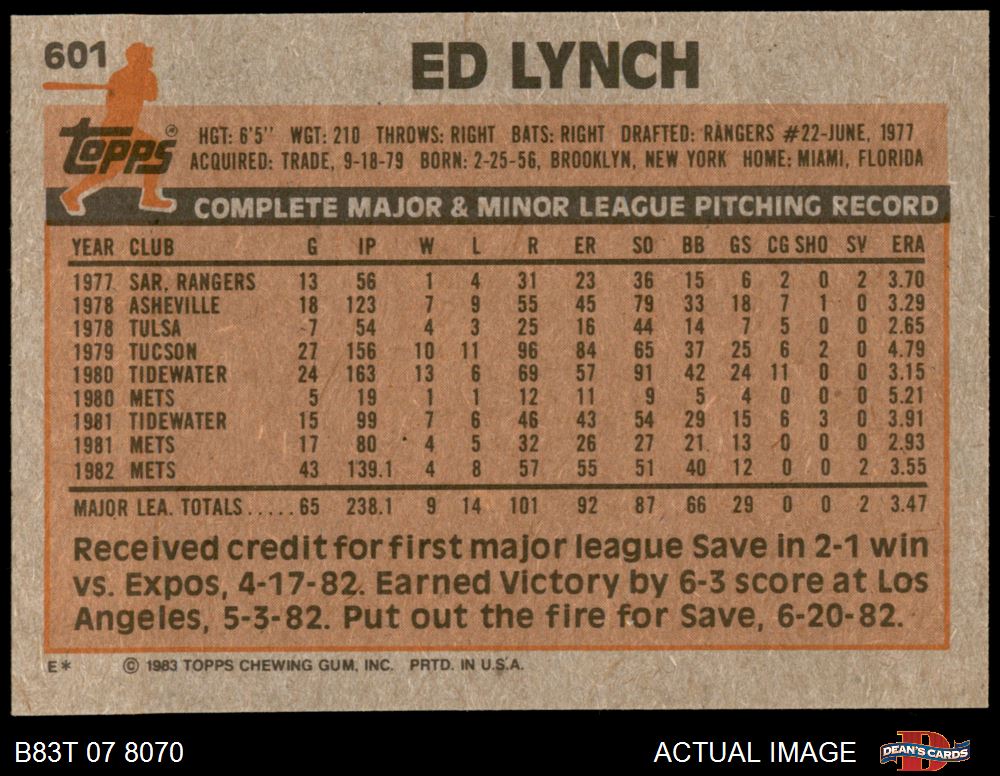 601
ED LYNCH
Topps®
HGT: 6'5" WGT: 210 THROWS: RIGHT BATS: RIGHT DRAFTED: RANGERS #22-JUNE, 1977
ACQUIRED: TRADE, 9-18-79 BORN: 2-25-56, BROOKLYN, NEW YORK HOME: MIAMI, FLORIDA
COMPLETE MAJOR & MINOR LEAGUE PITCHING RECORD
YEAR CLUB G IP W L R ER SO BB GS CG SHO SV ERA
1977 SAR. RANGERS 13 56 1 4 31 23 36 15 6 2 0 2 3.70
1978 ASHEVILLE 18 123 7 9 55 45 79 33 18 7 1 0 3.29
1978 TULSA 7 54 4 3 25 16 44 14 7 5 0 0 2.65
1979 TUCSON 27 156 10 11 96 84 65 37 25 6 2 0 4.79
1980 TIDEWATER 24 163 13 6 69 57 91 42 24 11 0 0 3.15
1980 METS 5 19 1 1 12 11 9 5 4 0 0 0 5.21
1981 TIDEWATER 15 99 7 6 46 43 54 29 15 6 3 0 3.91
1981 METS 17 80 4 5 32 26 27 21 13 0 0 0 2.93
1982 METS 43 139.1 4 8 57 55 51 40 12 0 0 2 3.55
MAJOR LEA. TOTALS.....65 238.1 9 14 101 92 87 66 29 0 0 2 3.47
Received credit for first major league Save in 2-1 win
vs. Expos, 4-17-82. Earned Victory by 6-3 score at Los
Angeles, 5-3-82. Put out the fire for Save, 6-20-82.
E* © 1983 TOPPS CHEWING GUM, INC. PRTD. IN U.S.A.
B83T 07 8070 ACTUAL IMAGE D DEAN'S CARDS